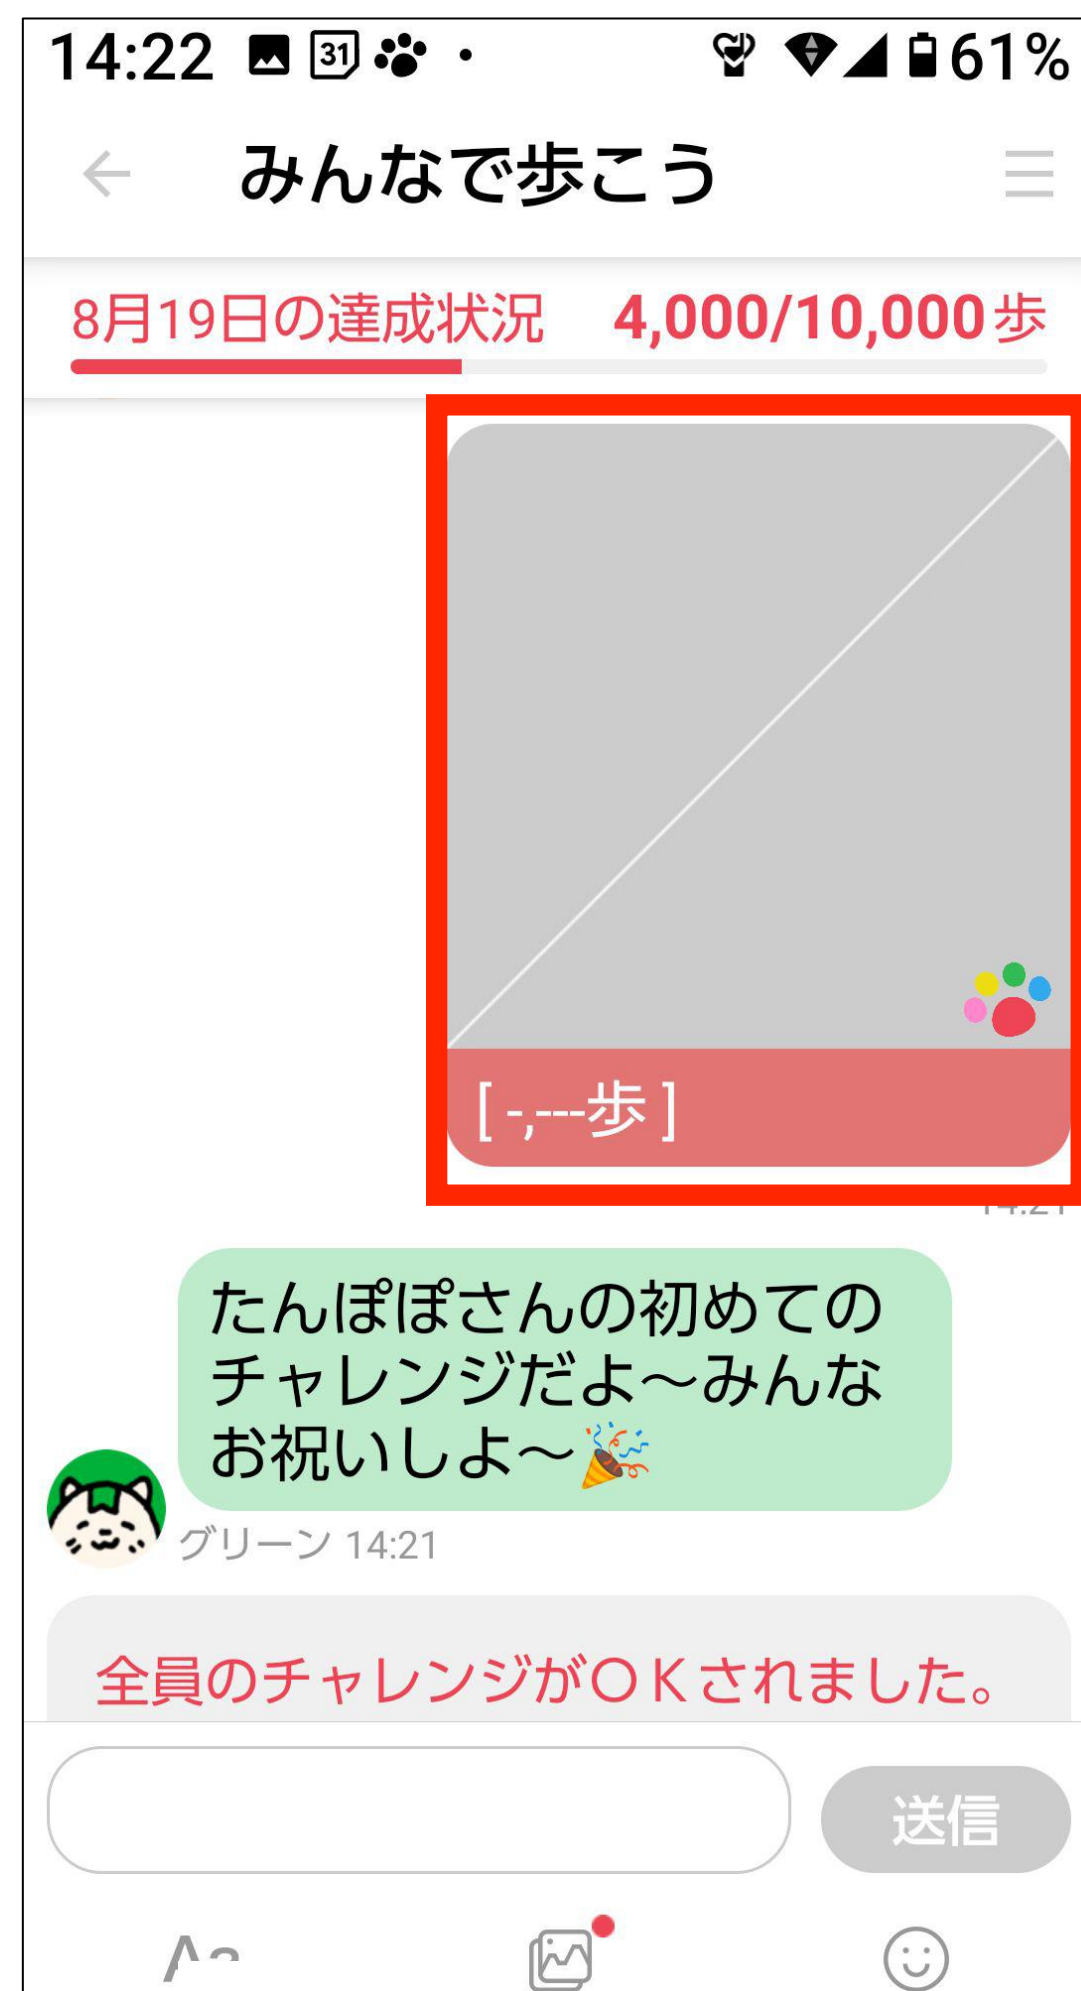 14:22 31 61%
みんなで歩こう
8月19日の達成状況 4,000/10,000歩
[ -,---歩 ]
14:21
たんぽぽさんの初めての
チャレンジだよ〜みんな
お祝いしよ〜🎉
グリーン 14:21
全員のチャレンジがOKされました。
送信
Aa